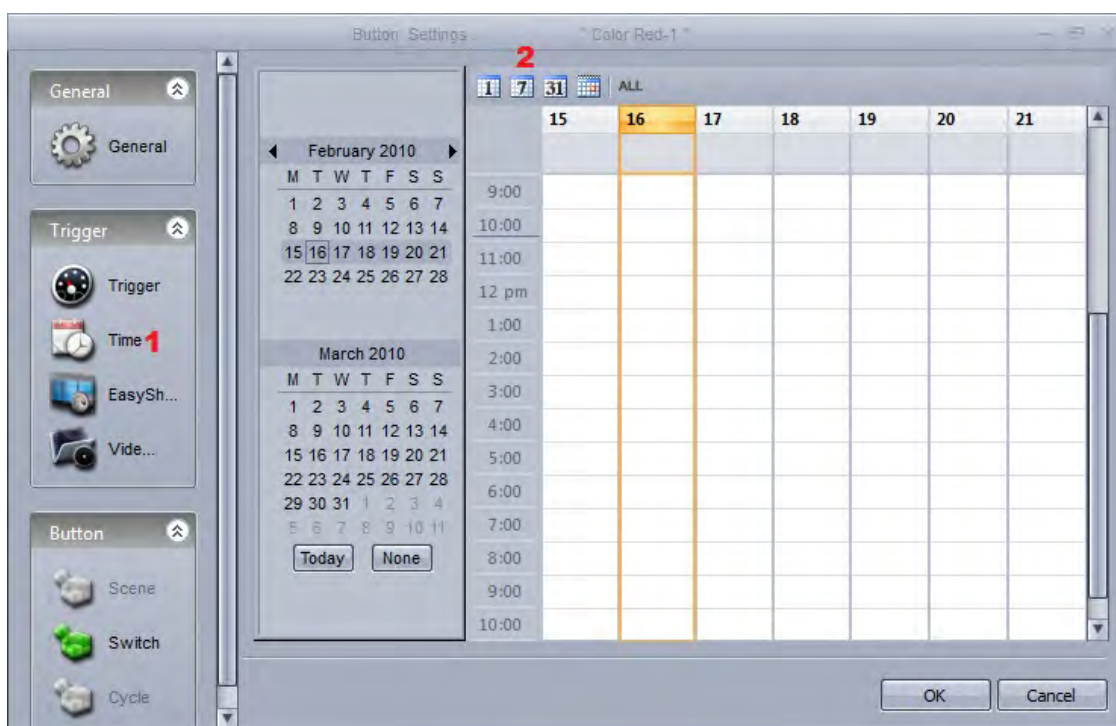 Button Settings " Color Red-1 "
General
General
Trigger
Trigger
Time 1
EasySh...
Vide...
Button
Scene
Switch
Cycle
February 2010
M T W T F S S
1 2 3 4 5 6 7
8 9 10 11 12 13 14
15 16 17 18 19 20 21
22 23 24 25 26 27 28
March 2010
M T W T F S S
1 2 3 4 5 6 7
8 9 10 11 12 13 14
15 16 17 18 19 20 21
22 23 24 25 26 27 28
29 30 31 1 2 3 4
5 6 7 8 9 10 11
Today None
2
1 7 31 ALL
15 16 17 18 19 20 21
9:00
10:00
11:00
12 pm
1:00
2:00
3:00
4:00
5:00
6:00
7:00
8:00
9:00
10:00
OK Cancel